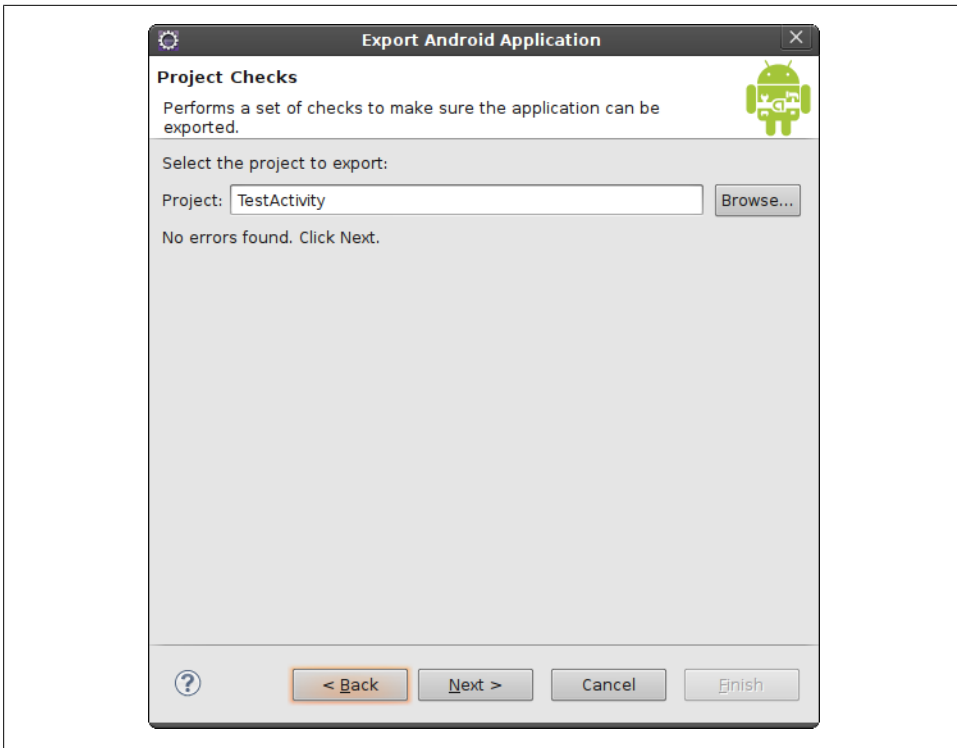 Export Android Application
Project Checks
Performs a set of checks to make sure the application can be
exported.
Select the project to export:
Project: TestActivity Browse...
No errors found. Click Next.
< Back Next > Cancel Finish